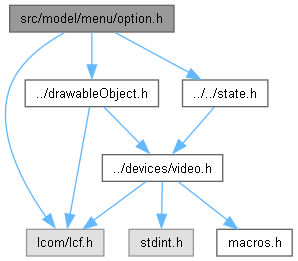 src/model/menu/option.h
../drawableObject.h
../../state.h
../devices/video.h
lcom/lcf.h
stdint.h
macros.h